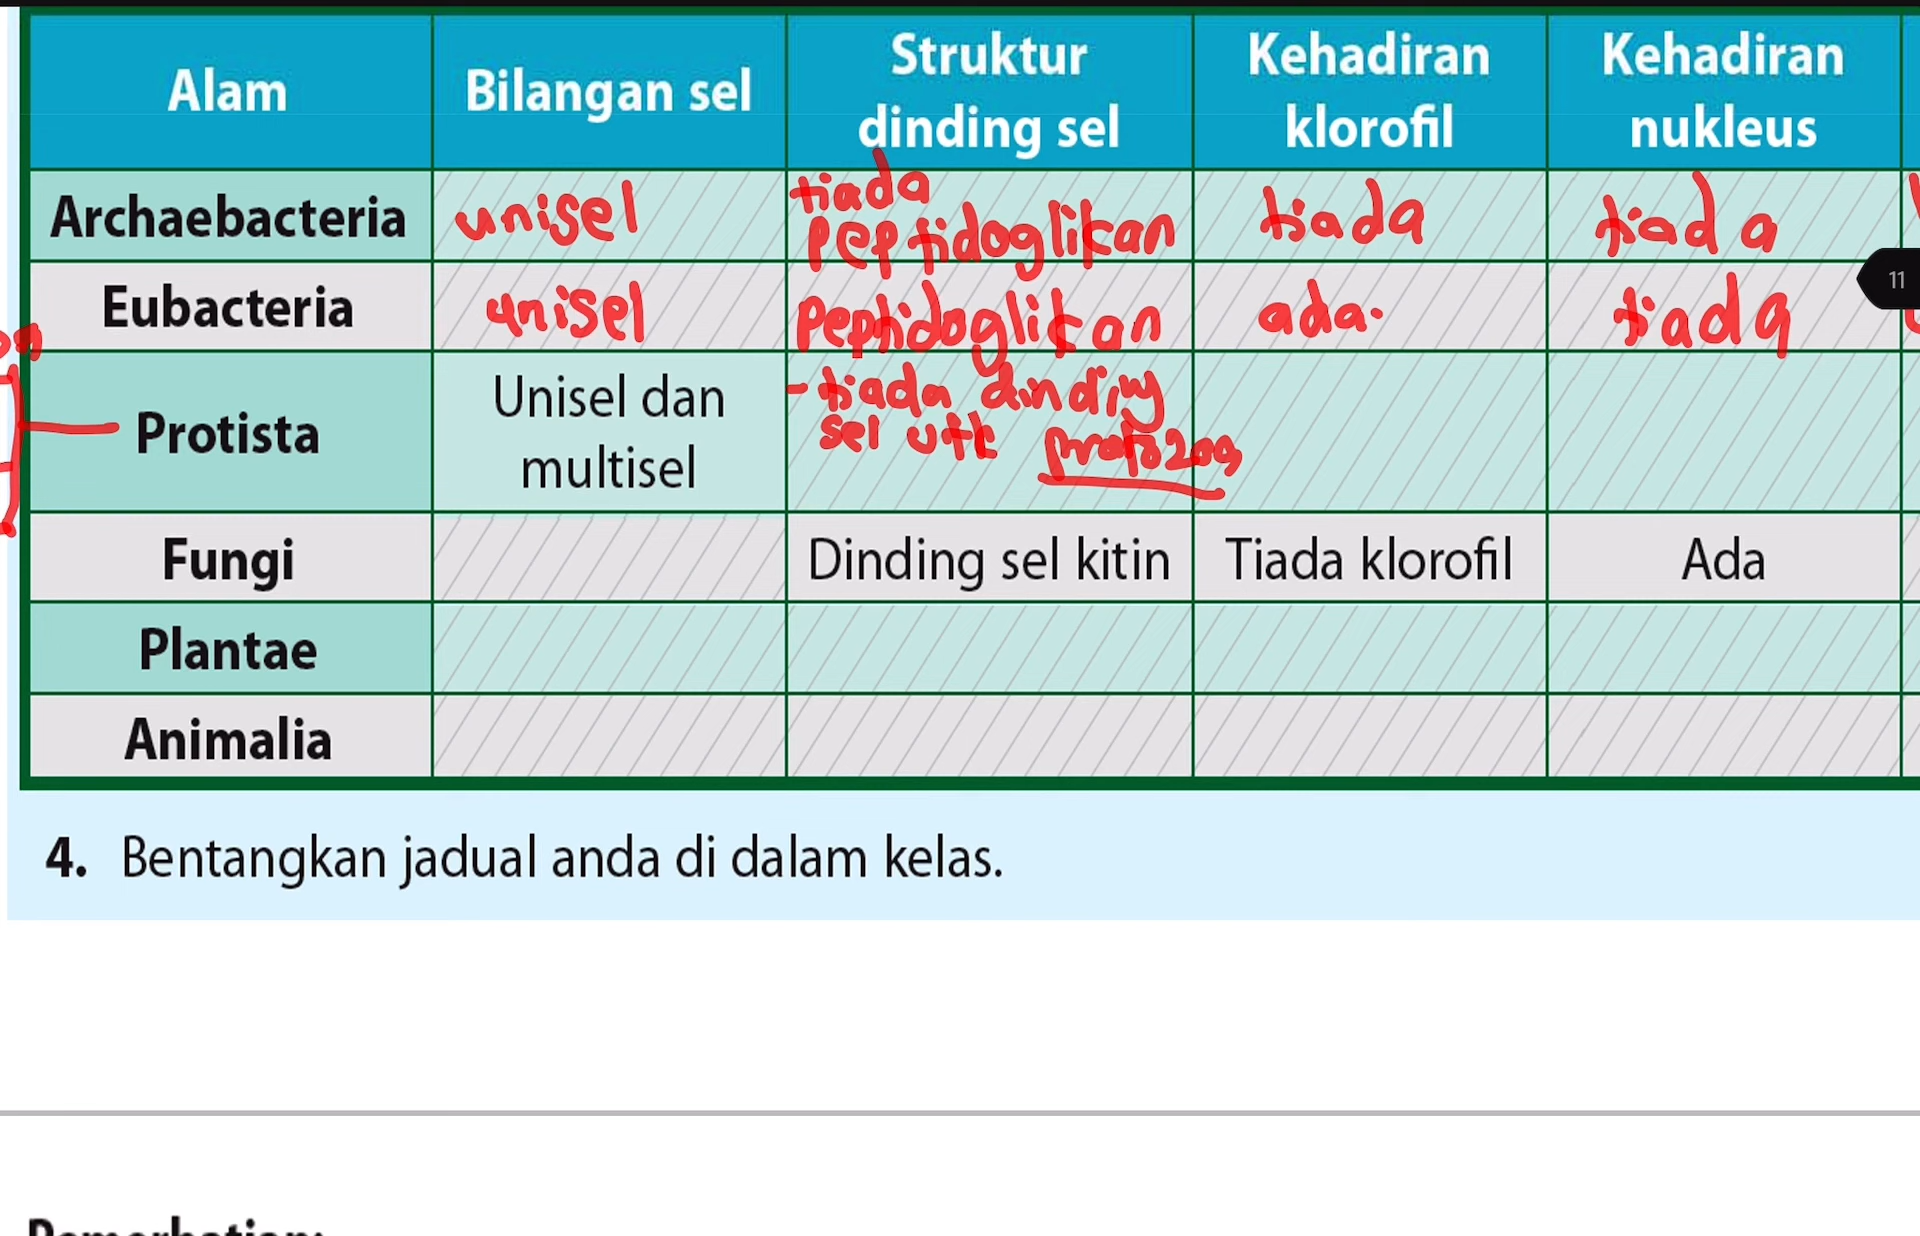 Alam Bilangan sel Struktur dinding sel Kehadiran klorofil Kehadiran nukleus
Archaebacteria unisel tiada peptidoglikan tiada tiada
Eubacteria unisel peptidoglikan ada. tiada
Protista Unisel dan multisel -tiada dinding sel utk protozoa
Fungi Dinding sel kitin Tiada klorofil Ada
Plantae
Animalia
11
4. Bentangkan jadual anda di dalam kelas.